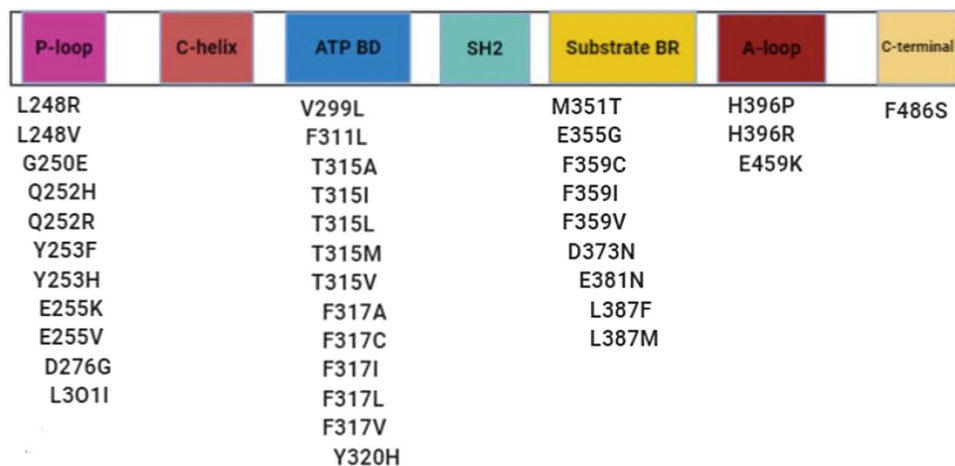 P-loop
C-helix
ATP BD
SH2
Substrate BR
A-loop
C-terminal
L248R
L248V
G250E
Q252H
Q252R
Y253F
Y253H
E255K
E255V
D276G
L3O1I
V299L
F311L
T315A
T315I
T315L
T315M
T315V
F317A
F317C
F317I
F317L
F317V
Y320H
M351T
E355G
F359C
F359I
F359V
D373N
E381N
L387F
L387M
H396P
H396R
E459K
F486S